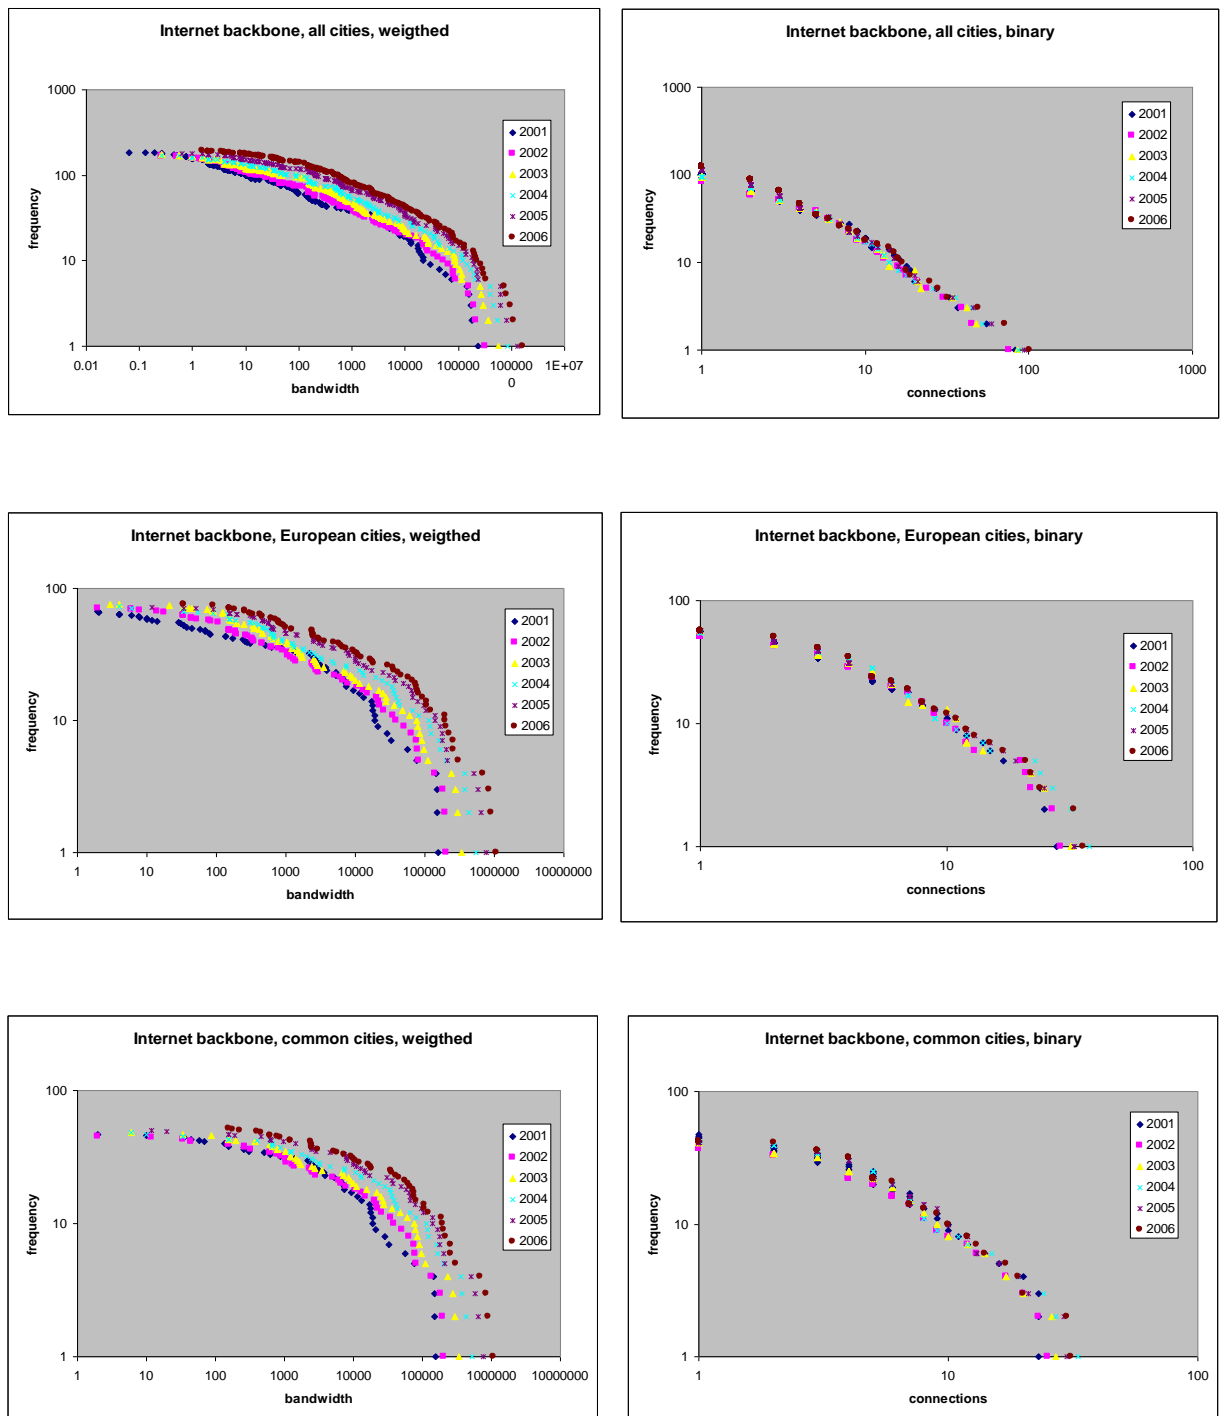 Internet backbone, all cities, weigthed
1000
100
10
1
frequency
0.01 0.1 1 10 100 1000 10000 100000 100000 1E+07
0
bandwidth
2001
2002
2003
2004
2005
2006
Internet backbone, all cities, binary
1000
100
10
1
frequency
1 10 100 1000
connections
2001
2002
2003
2004
2005
2006
Internet backbone, European cities, weigthed
100
10
1
frequency
1 10 100 1000 10000 100000 1000000 10000000
bandwidth
2001
2002
2003
2004
2005
2006
Internet backbone, European cities, binary
100
10
1
frequency
1 10 100
connections
2001
2002
2003
2004
2005
2006
Internet backbone, common cities, weigthed
100
10
1
frequency
1 10 100 1000 10000 100000 1000000 10000000
bandwidth
2001
2002
2003
2004
2005
2006
Internet backbone, common cities, binary
100
10
1
frequency
1 10 100
connections
2001
2002
2003
2004
2005
2006